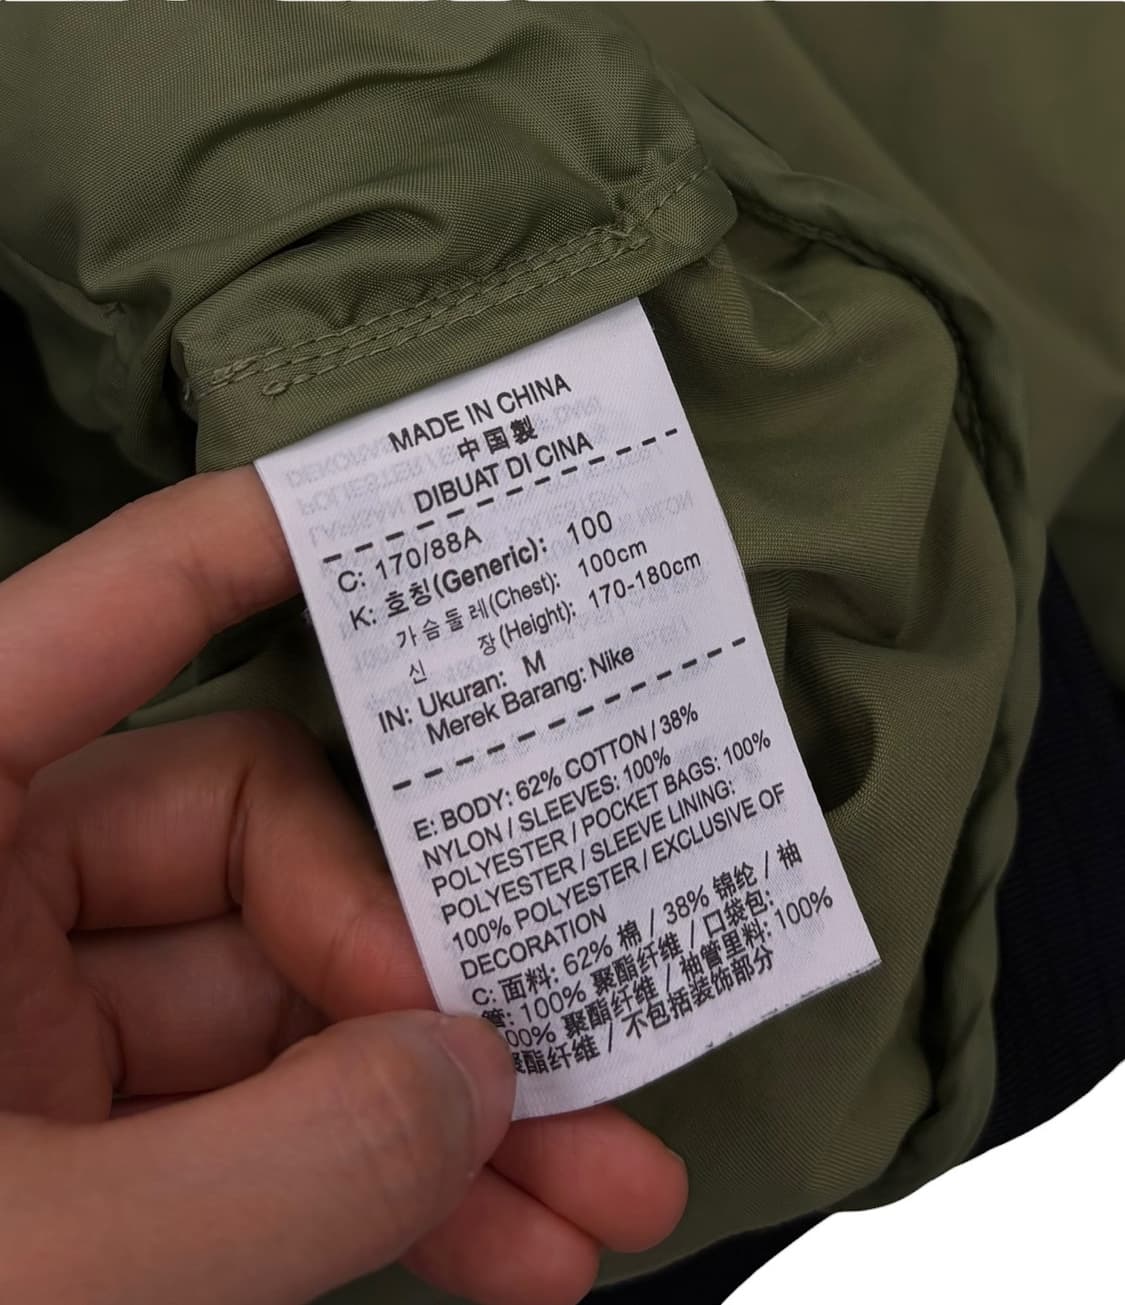 MADE IN CHINA
中国製
DIBUAT DI CINA
C: 170/88A
K: 호칭(Generic): 100
가슴둘레(Chest): 100cm
신 장(Height): 170-180cm
IN: Ukuran: M
Merek Barang: Nike
E: BODY: 62% COTTON / 38%
NYLON / SLEEVES: 100%
POLYESTER / POCKET BAGS: 100%
POLYESTER / SLEEVE LINING:
100% POLYESTER / EXCLUSIVE OF
DECORATION
C: 面料: 62% 棉 / 38% 锦纶 / 袖
管: 100% 聚酯纤维 / 口袋包:
00% 聚酯纤维 / 袖管里料: 100%
聚酯纤维 / 不包括装饰部分